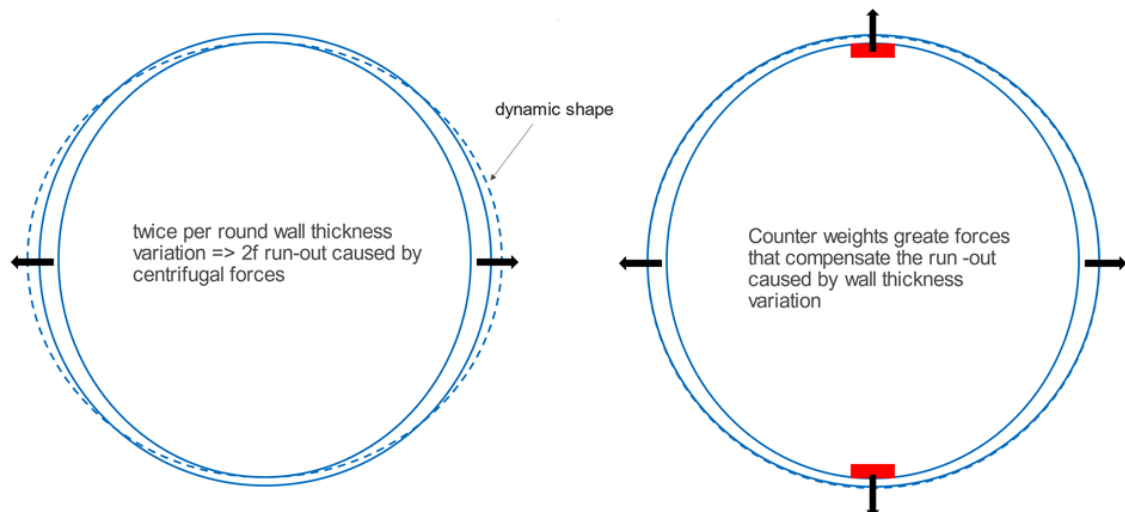 dynamic shape
twice per round wall thickness
variation => 2f run-out caused by
centrifugal forces
Counter weights greate forces
that compensate the run -out
caused by wall thickness
variation